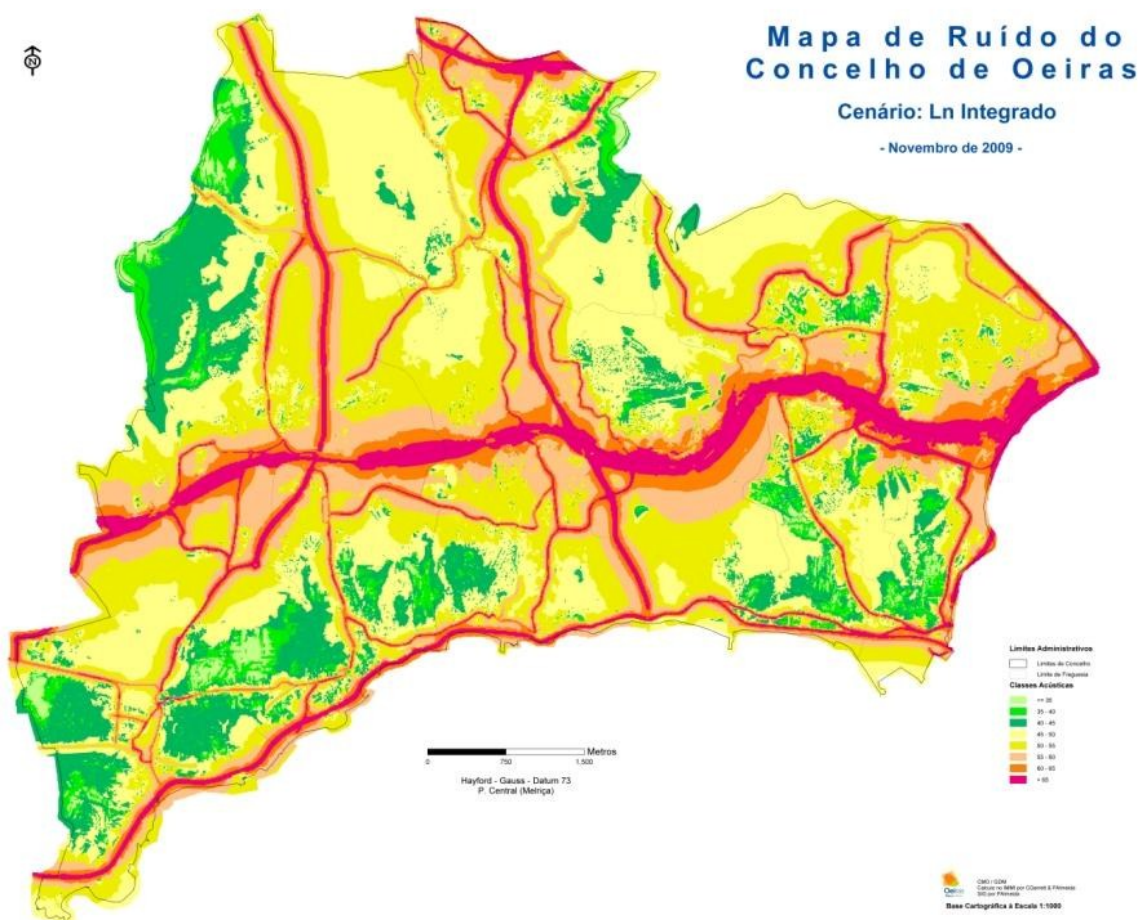 Mapa de Ruído do
Concelho de Oeiras
Cenário: Ln Integrado
- Novembro de 2009 -
N
Limites Administrativos
Limites de Concelho
Limite de Freguesia
Classes Acústicas
<= 35
35 - 40
40 - 45
45 - 50
50 - 55
55 - 60
60 - 65
> 65
Metros
0 750 1.500
Hayford - Gauss - Datum 73
P. Central (Melriça)
Oeiras
Base Cartográfica à Escala 1:1000